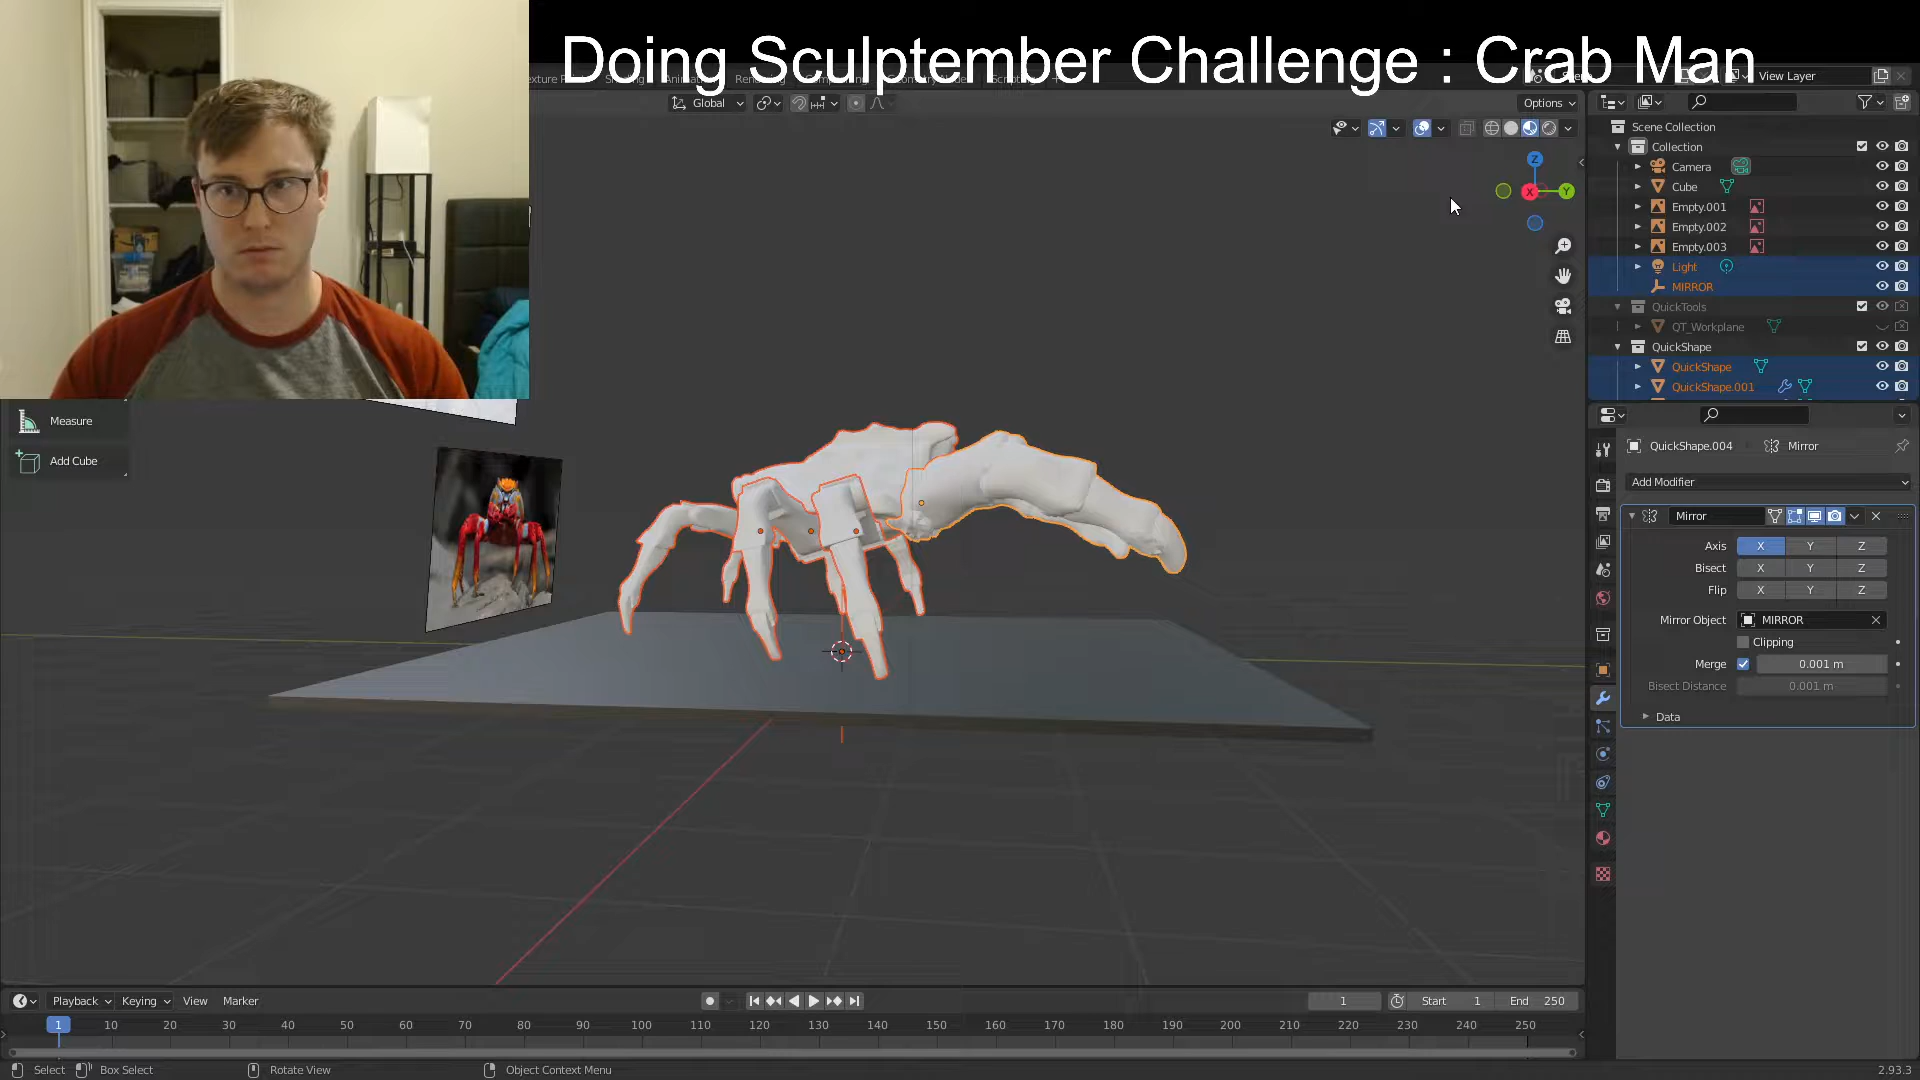 Doing Sculptember Challenge : Crab Man
View Layer
Global
Options
Scene Collection
Collection
Camera
Cube
Empty.001
Empty.002
Empty.003
Light
MIRROR
QuickTools
QT_Workplane
QuickShape
QuickShape
QuickShape.001
Z
X
Y
Measure
Add Cube
QuickShape.004
Mirror
Add Modifier
Mirror
Axis X Y Z
Bisect X Y Z
Flip X Y Z
Mirror Object MIRROR
Clipping
Merge 0.001 m
Bisect Distance 0.001 m
Data
Playback Keying View Marker
1 Start 1 End 250
1 10 20 30 40 50 60 70 80 90 100 110 120 130 140 150 160 170 180 190 200 210 220 230 240 250
Select Box Select Rotate View Object Context Menu 2.93.3